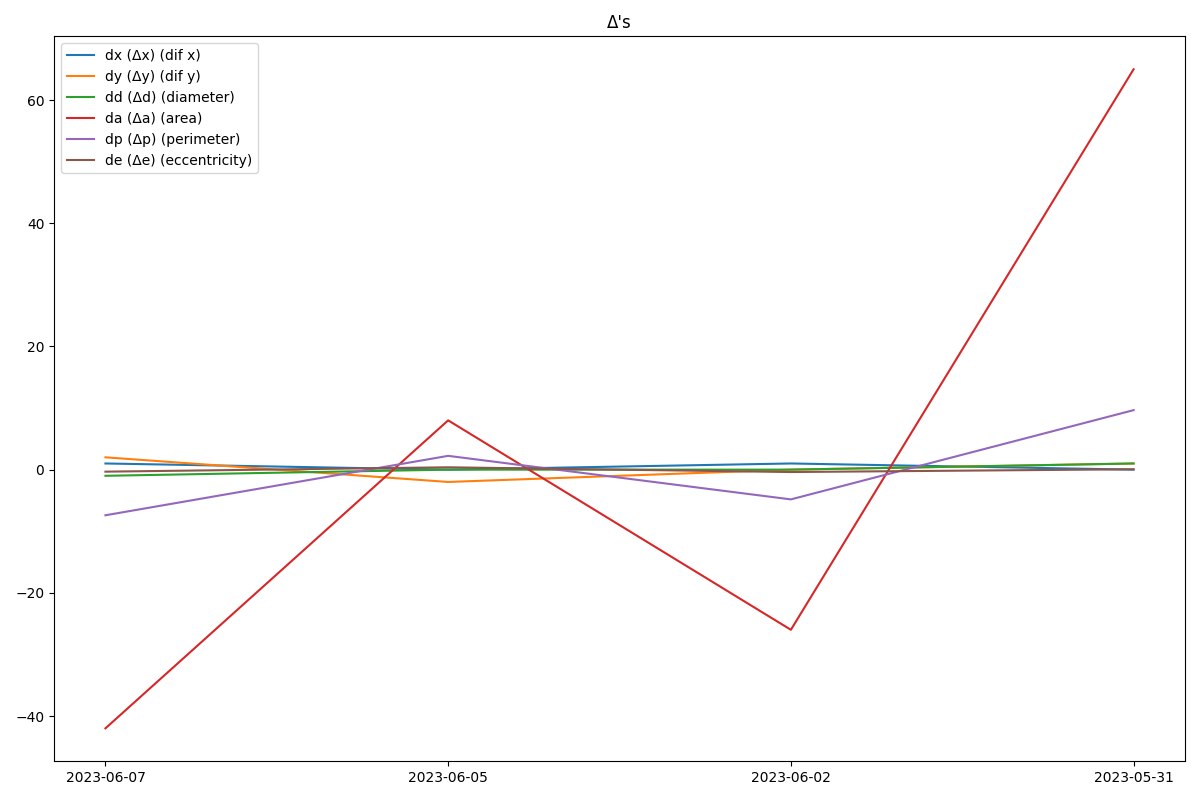 Δ's
dx (Δx) (dif x)
dy (Δy) (dif y)
dd (Δd) (diameter)
da (Δa) (area)
dp (Δp) (perimeter)
de (Δe) (eccentricity)
60
40
20
0
−20
−40
2023-06-07 2023-06-05 2023-06-02 2023-05-31